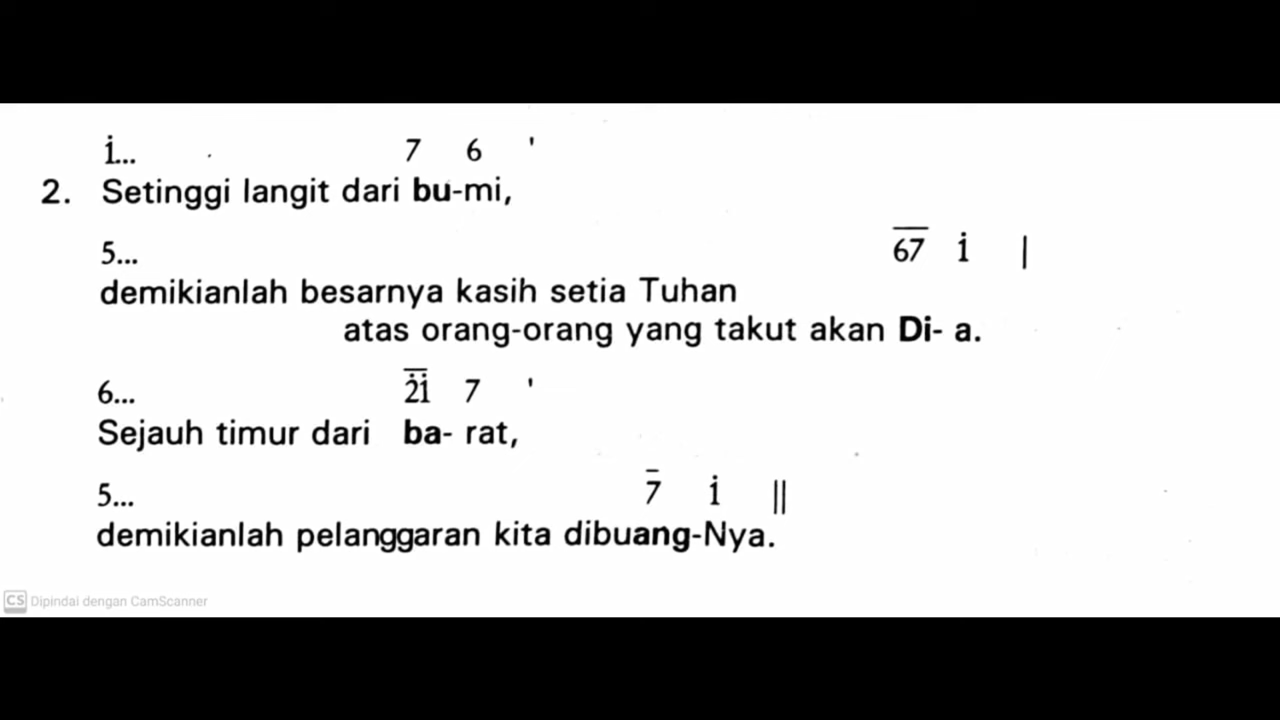 i̇... 7 6 '
2. Setinggi langit dari bu-mi,
5... 67 i̇ |
demikianlah besarnya kasih setia Tuhan
atas orang-orang yang takut akan Di- a.
6... 2̇i̇ 7 '
Sejauh timur dari ba- rat,
5... 7 i̇ ||
demikianlah pelanggaran kita dibuang-Nya.
CS Dipindai dengan CamScanner